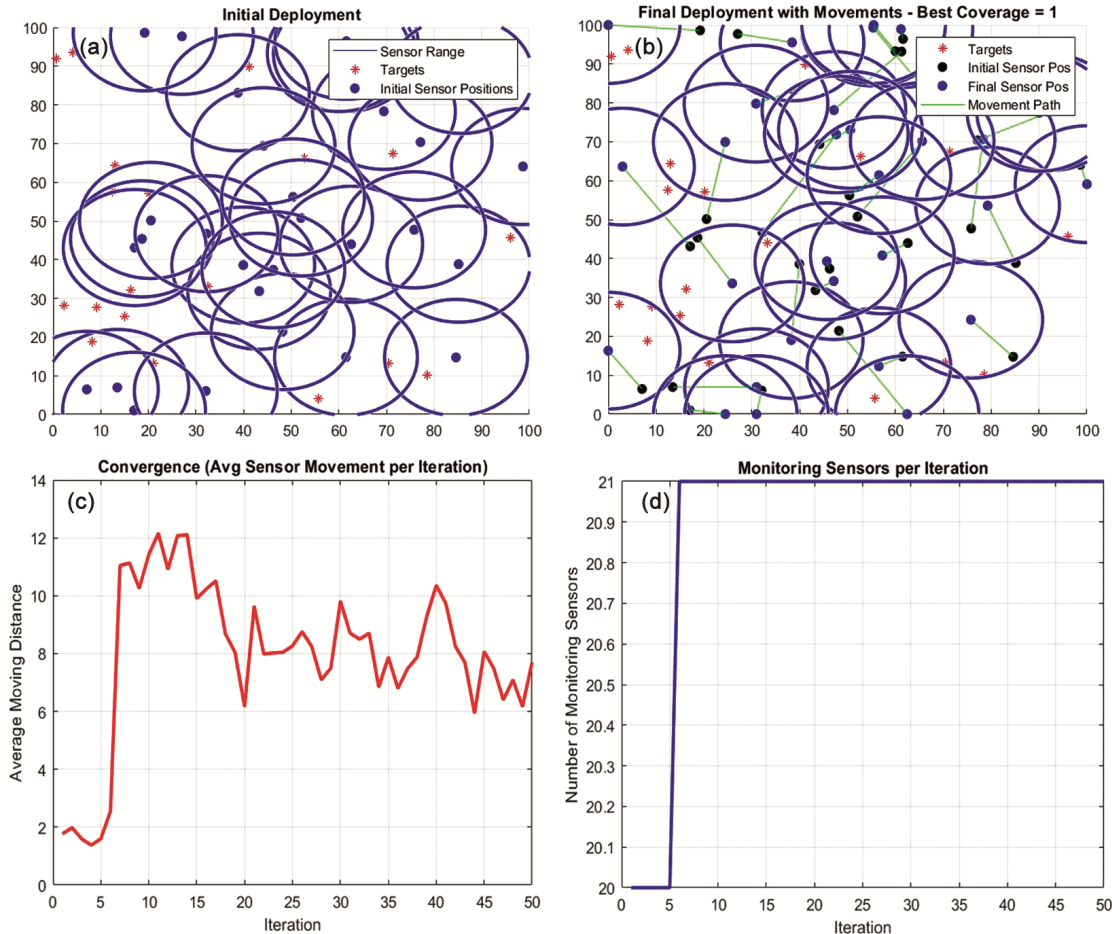 Initial Deployment
(a)
Sensor Range
Targets
Initial Sensor Positions
100
90
80
70
60
50
40
30
20
10
0
0 10 20 30 40 50 60 70 80 90 100
Final Deployment with Movements - Best Coverage = 1
(b)
Targets
Initial Sensor Pos
Final Sensor Pos
Movement Path
100
90
80
70
60
50
40
30
20
10
0
0 10 20 30 40 50 60 70 80 90 100
Convergence (Avg Sensor Movement per Iteration)
(c)
Average Moving Distance
14
12
10
8
6
4
2
0
0 5 10 15 20 25 30 35 40 45 50
Iteration
Monitoring Sensors per Iteration
(d)
Number of Monitoring Sensors
21
20.9
20.8
20.7
20.6
20.5
20.4
20.3
20.2
20.1
20
0 5 10 15 20 25 30 35 40 45 50
Iteration